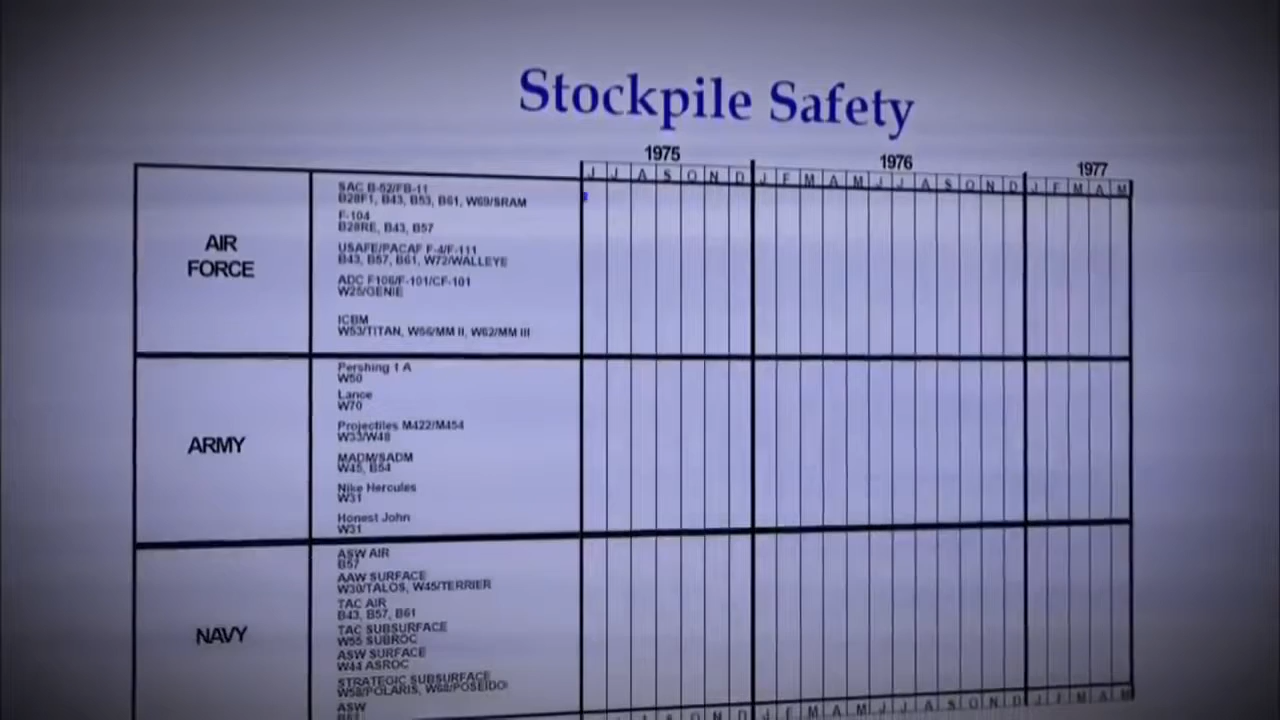 Stockpile Safety
1975 1976 1977
J J A S O N D J F M A M J J A S O N D J F M A M
AIR
FORCE
SAC B-52/FB-11
B28F1, B43, B53, B61, W69/SRAM
F-104
B28RE, B43, B57
USAFE/PACAF F-4/F-111
B43, B57, B61, W72/WALLEYE
ADC F106/F-101/CF-101
W25/GENIE
ICBM
W53/TITAN, W56/MM II, W62/MM III
ARMY
Pershing 1 A
W50
Lance
W70
Projectiles M422/M454
W33/W48
MADM/SADM
W45, B54
Nike Hercules
W31
Honest John
W31
NAVY
ASW AIR
B57
AAW SURFACE
W30/TALOS, W45/TERRIER
TAC AIR
B43, B57, B61
TAC SUBSURFACE
W55 SUBROC
ASW SURFACE
W44 ASROC
STRATEGIC SUBSURFACE
W58/POLARIS, W68/POSEIDO
ASW
J J A S O N D J F M A M J J A S O N D J F M A M